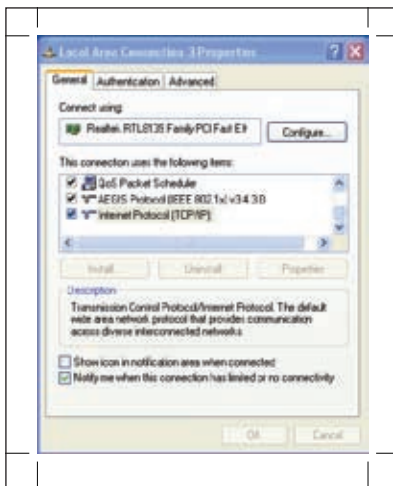 Local Area Connection 3 Properties
General Authentication Advanced
Connect using:
Realtek RTL8139 Family PCI Fast Eth
Configure...
This connection uses the following items:
QoS Packet Scheduler
AEGIS Protocol (IEEE 802.1x) v3.4.3.0
Internet Protocol (TCP/IP)
Install... Uninstall Properties
Description
Transmission Control Protocol/Internet Protocol. The default
wide area network protocol that provides communication
across diverse interconnected networks.
Show icon in notification area when connected
Notify me when this connection has limited or no connectivity
OK Cancel